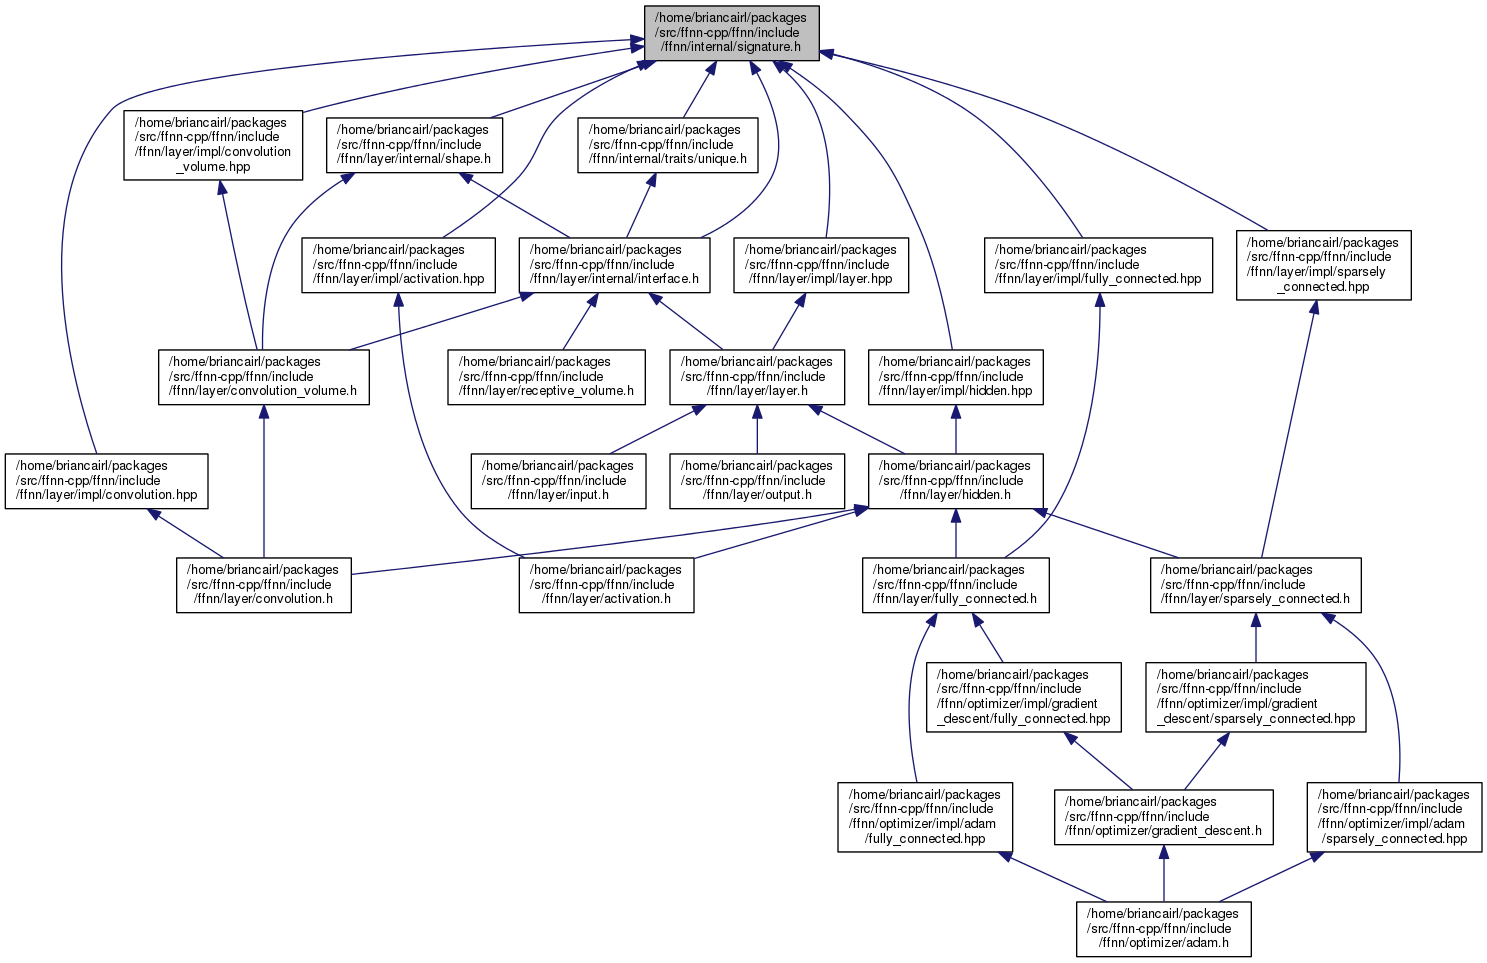 /home/briancairl/packages
/src/ffnn-cpp/ffnn/include
/ffnn/internal/signature.h
/home/briancairl/packages
/src/ffnn-cpp/ffnn/include
/ffnn/layer/impl/convolution
_volume.hpp
/home/briancairl/packages
/src/ffnn-cpp/ffnn/include
/ffnn/layer/internal/shape.h
/home/briancairl/packages
/src/ffnn-cpp/ffnn/include
/ffnn/internal/traits/unique.h
/home/briancairl/packages
/src/ffnn-cpp/ffnn/include
/ffnn/layer/impl/activation.hpp
/home/briancairl/packages
/src/ffnn-cpp/ffnn/include
/ffnn/layer/internal/interface.h
/home/briancairl/packages
/src/ffnn-cpp/ffnn/include
/ffnn/layer/impl/layer.hpp
/home/briancairl/packages
/src/ffnn-cpp/ffnn/include
/ffnn/layer/impl/fully_connected.hpp
/home/briancairl/packages
/src/ffnn-cpp/ffnn/include
/ffnn/layer/impl/sparsely
_connected.hpp
/home/briancairl/packages
/src/ffnn-cpp/ffnn/include
/ffnn/layer/convolution_volume.h
/home/briancairl/packages
/src/ffnn-cpp/ffnn/include
/ffnn/layer/receptive_volume.h
/home/briancairl/packages
/src/ffnn-cpp/ffnn/include
/ffnn/layer/layer.h
/home/briancairl/packages
/src/ffnn-cpp/ffnn/include
/ffnn/layer/impl/hidden.hpp
/home/briancairl/packages
/src/ffnn-cpp/ffnn/include
/ffnn/layer/impl/convolution.hpp
/home/briancairl/packages
/src/ffnn-cpp/ffnn/include
/ffnn/layer/input.h
/home/briancairl/packages
/src/ffnn-cpp/ffnn/include
/ffnn/layer/output.h
/home/briancairl/packages
/src/ffnn-cpp/ffnn/include
/ffnn/layer/hidden.h
/home/briancairl/packages
/src/ffnn-cpp/ffnn/include
/ffnn/layer/convolution.h
/home/briancairl/packages
/src/ffnn-cpp/ffnn/include
/ffnn/layer/activation.h
/home/briancairl/packages
/src/ffnn-cpp/ffnn/include
/ffnn/layer/fully_connected.h
/home/briancairl/packages
/src/ffnn-cpp/ffnn/include
/ffnn/layer/sparsely_connected.h
/home/briancairl/packages
/src/ffnn-cpp/ffnn/include
/ffnn/optimizer/impl/gradient
_descent/fully_connected.hpp
/home/briancairl/packages
/src/ffnn-cpp/ffnn/include
/ffnn/optimizer/impl/gradient
_descent/sparsely_connected.hpp
/home/briancairl/packages
/src/ffnn-cpp/ffnn/include
/ffnn/optimizer/impl/adam
/fully_connected.hpp
/home/briancairl/packages
/src/ffnn-cpp/ffnn/include
/ffnn/optimizer/gradient_descent.h
/home/briancairl/packages
/src/ffnn-cpp/ffnn/include
/ffnn/optimizer/impl/adam
/sparsely_connected.hpp
/home/briancairl/packages
/src/ffnn-cpp/ffnn/include
/ffnn/optimizer/adam.h